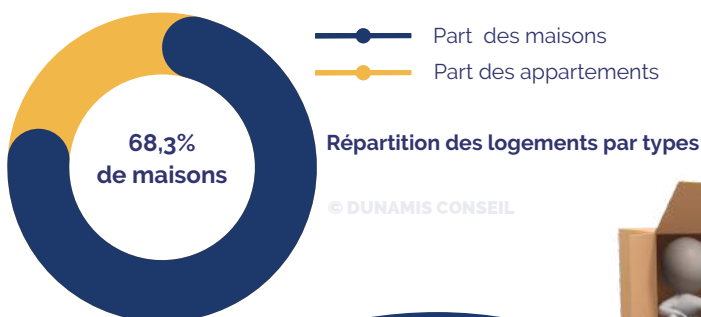 Part des maisons
Part des appartements
68,3%
de maisons
Répartition des logements par types
© DUNAMIS CONSEIL